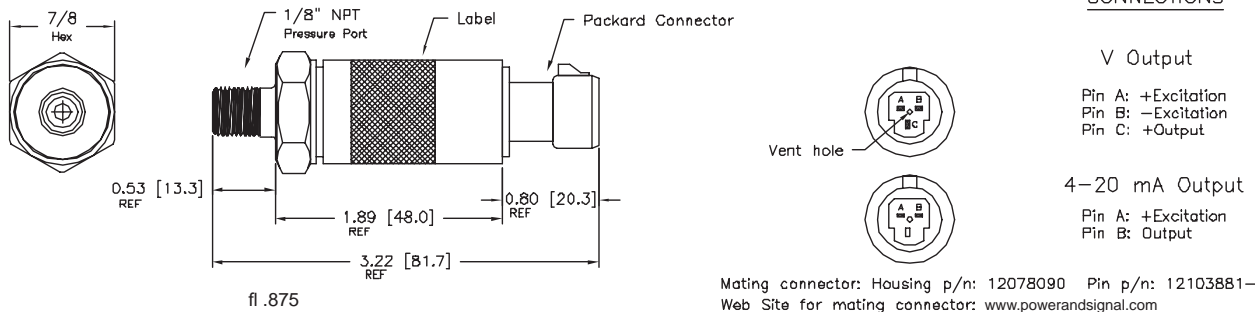 7/8
Hex
1/8" NPT
Pressure Port
Label
Packard Connector
0.53 [13.3]
REF
1.89 [48.0]
REF
0.80 [20.3]
REF
3.22 [81.7]
REF
fl .875
A B
C
Vent hole
A B
CONNECTIONS
V Output
Pin A: +Excitation
Pin B: -Excitation
Pin C: +Output
4-20 mA Output
Pin A: +Excitation
Pin B: Output
Mating connector: Housing p/n: 12078090 Pin p/n: 12103881-
Web Site for mating connector: www.powerandsignal.com